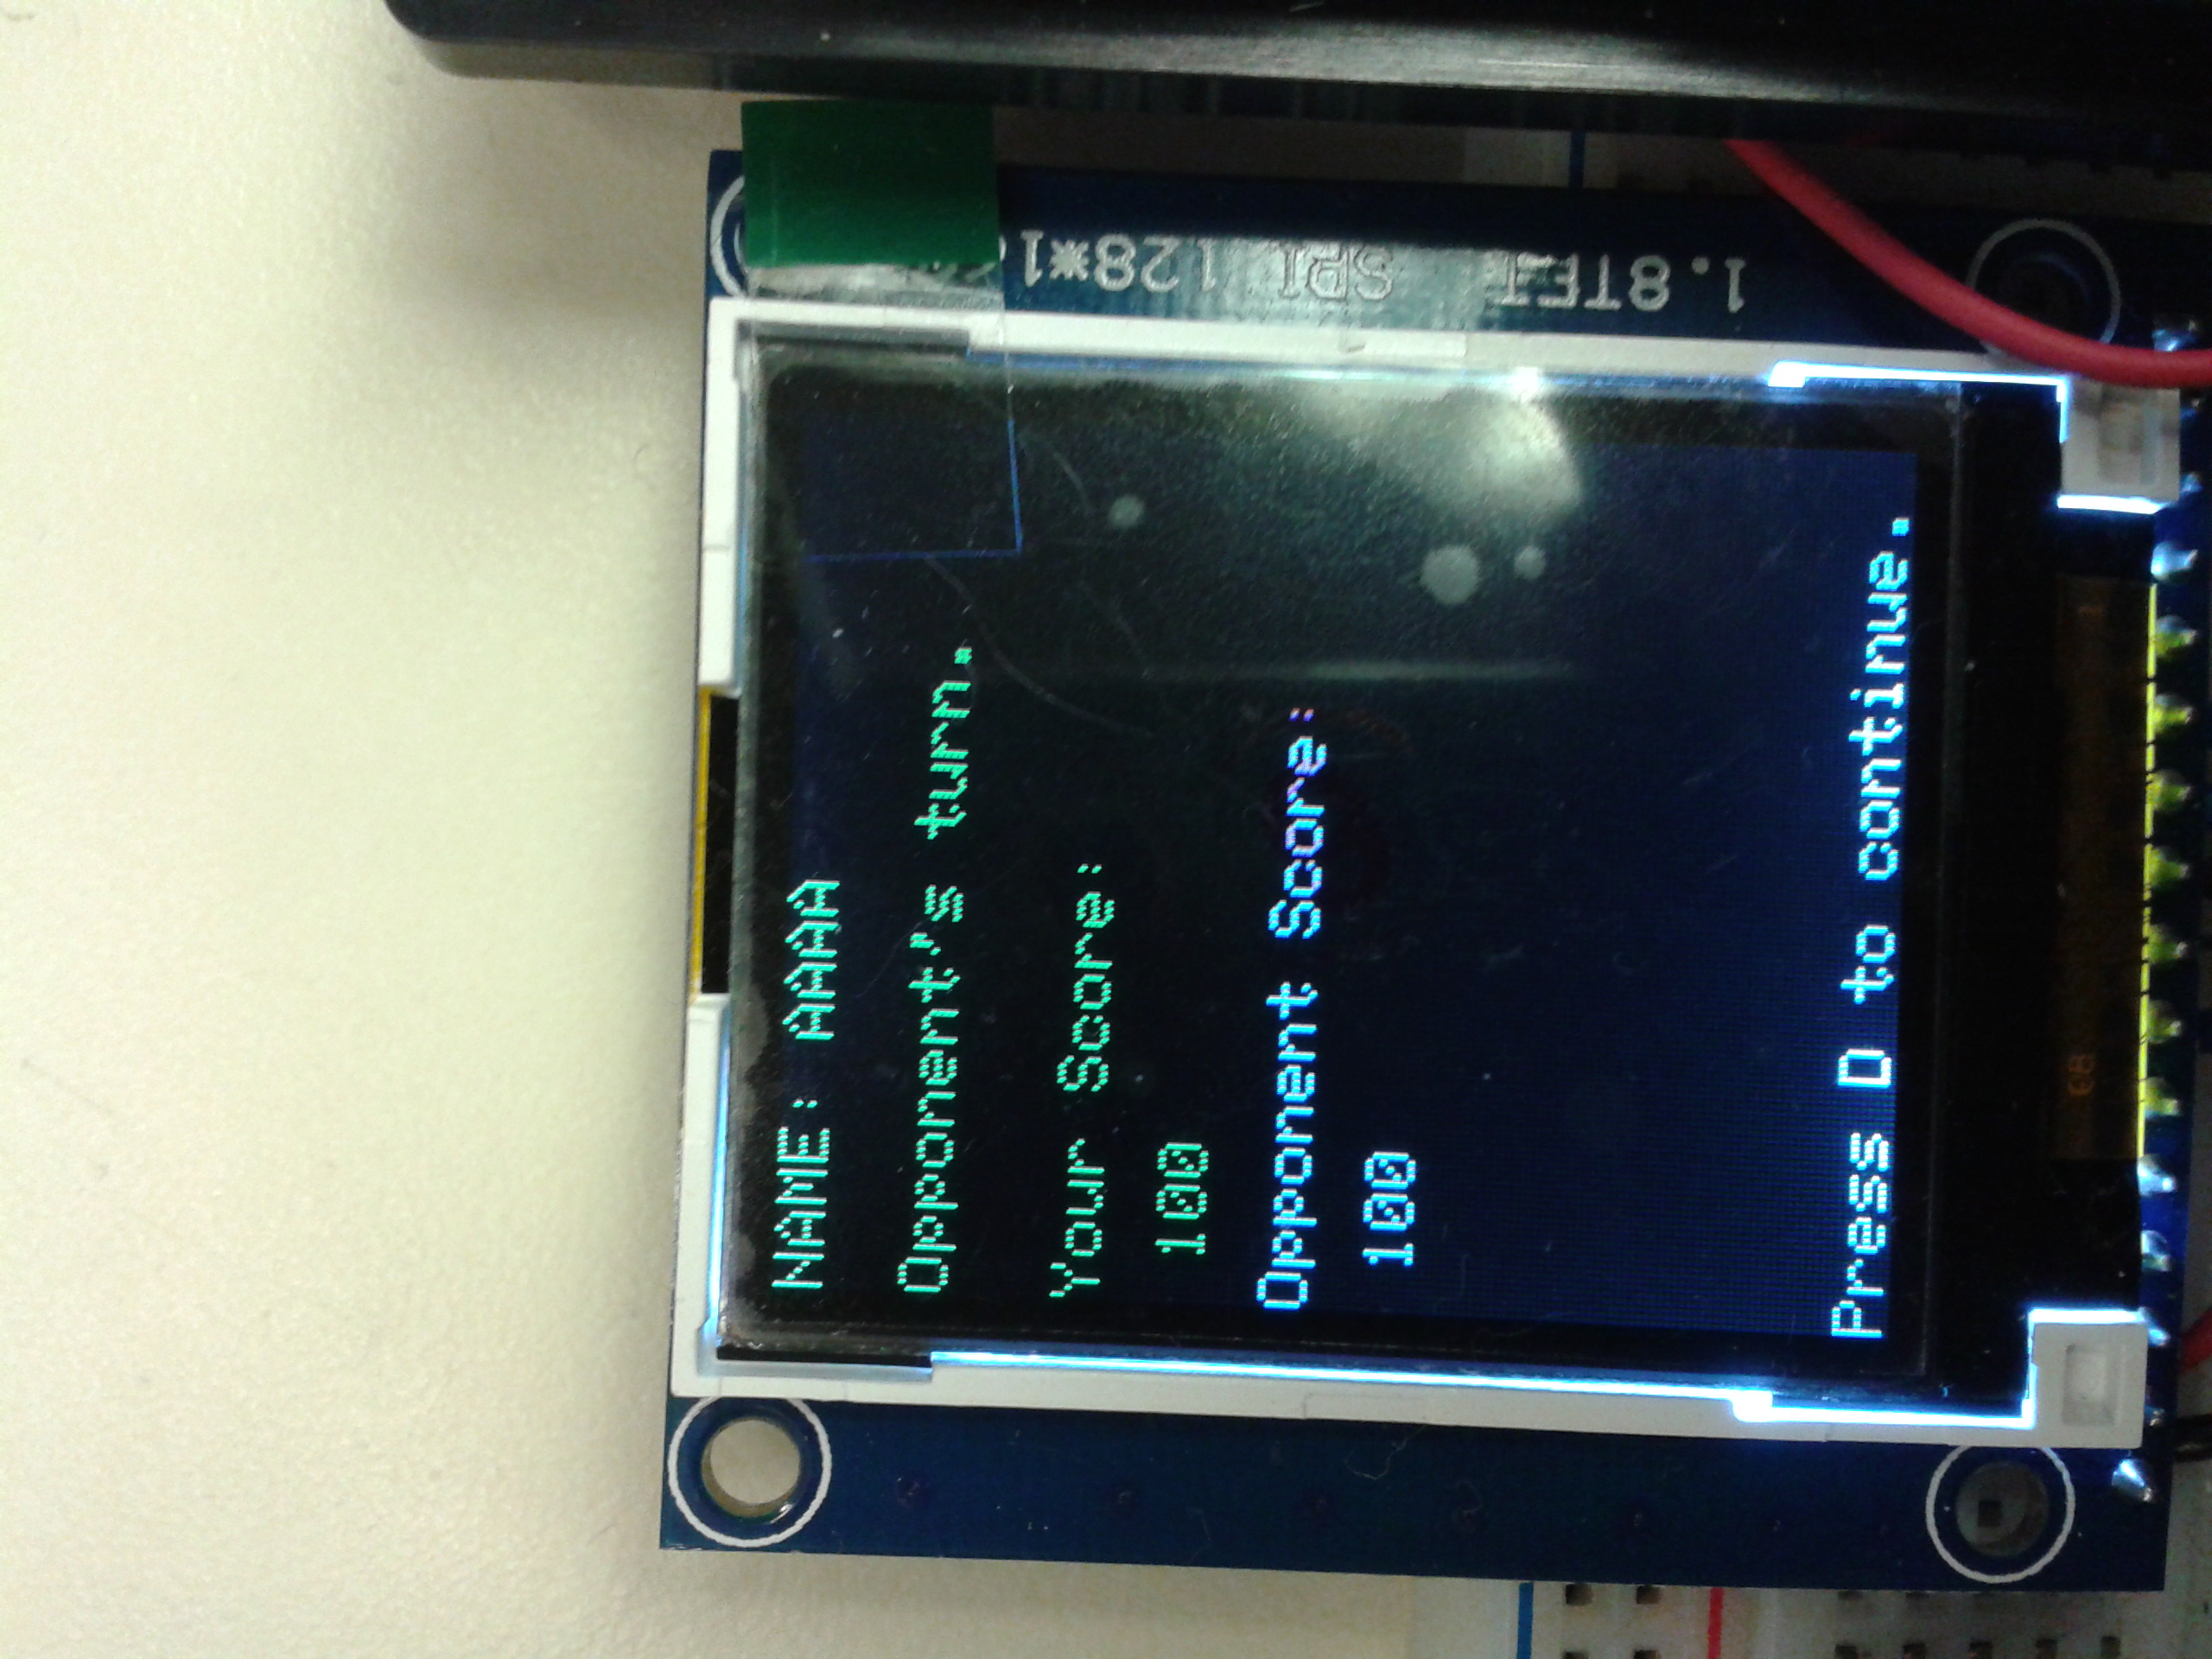 NAME: AAAA
Opponent's turn.
Your Score:
100
Opponent Score:
100
Press D to continue.
1.8TFT SPI 128*1